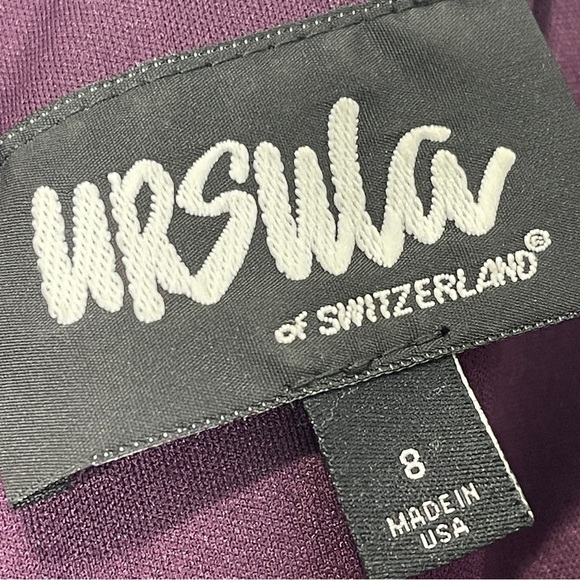 URSULA
of SWITZERLAND®
8
MADE IN
USA